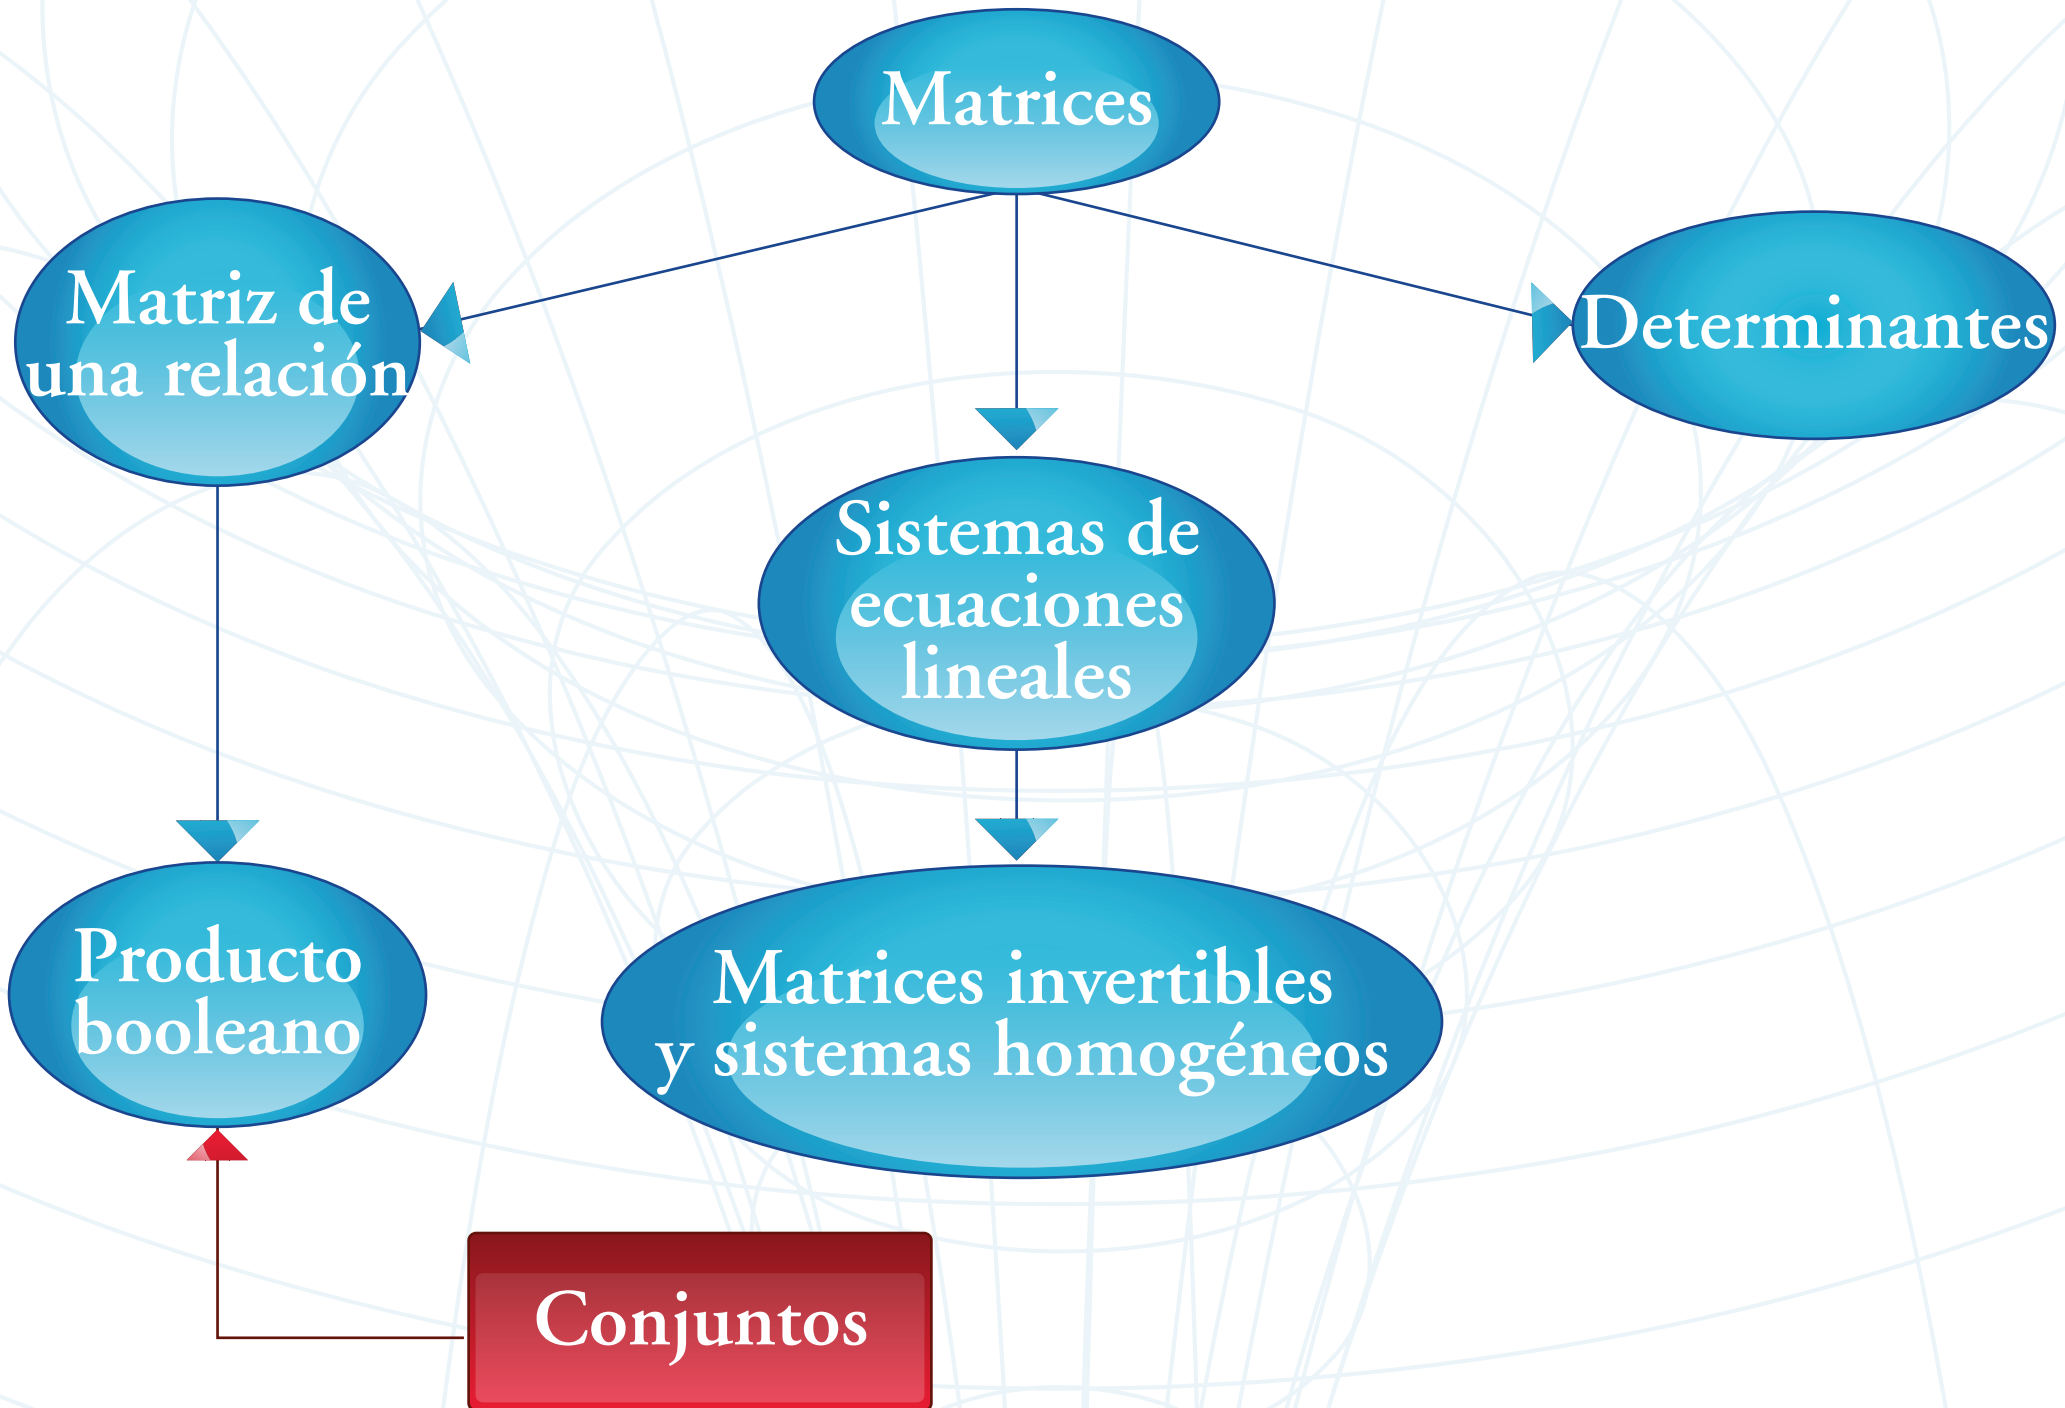 Matrices
Matriz de
una relación
Determinantes
Sistemas de
ecuaciones
lineales
Producto
booleano
Matrices invertibles
y sistemas homogéneos
Conjuntos